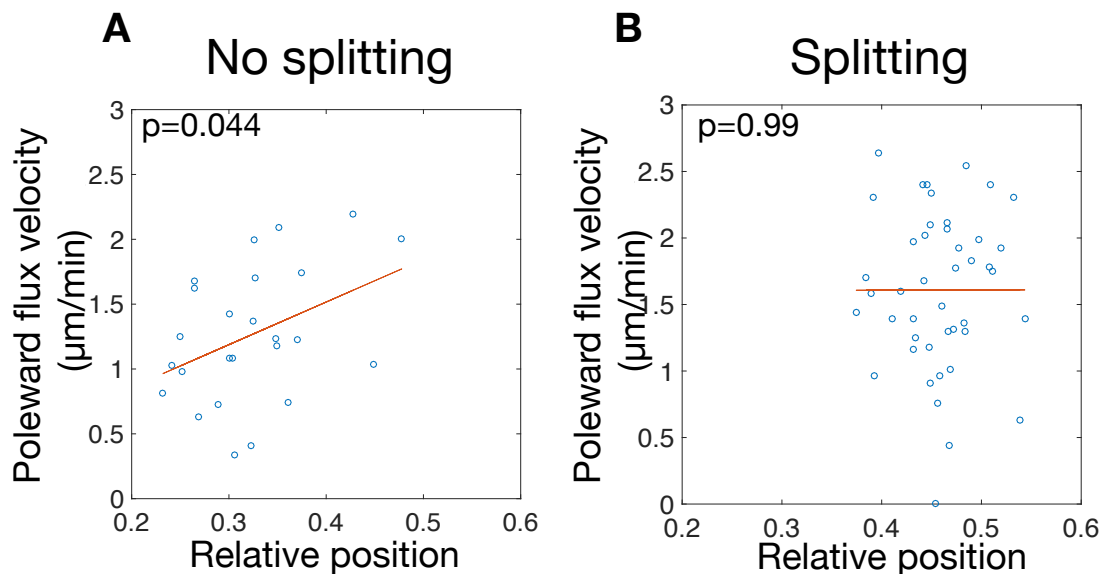 A
No splitting
p=0.044
Poleward flux velocity
(µm/min)
3
2.5
2
1.5
1
0.5
0
0.2
0.3
0.4
0.5
0.6
Relative position
B
Splitting
p=0.99
Poleward flux velocity
(µm/min)
3
2.5
2
1.5
1
0.5
0
0.2
0.3
0.4
0.5
0.6
Relative position